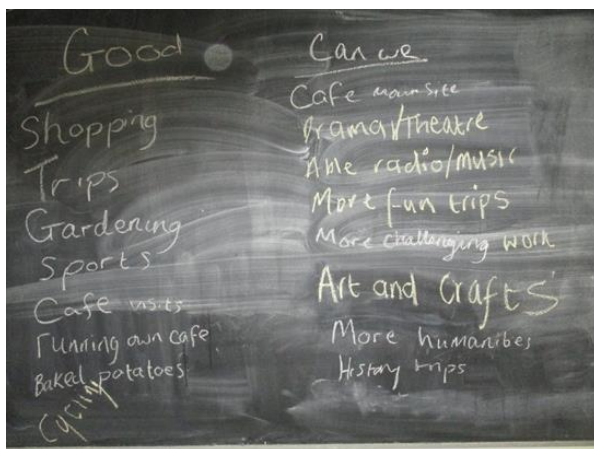 Good
Shopping
Trips
Gardening
Sports
Cafe visits
running own cafe
Baked potatoes
Cycling
Can we
Cafe main site
Drama/Theatre
Able radio/music
More fun trips
More challenging work
Art and Crafts
More humanities
History trips